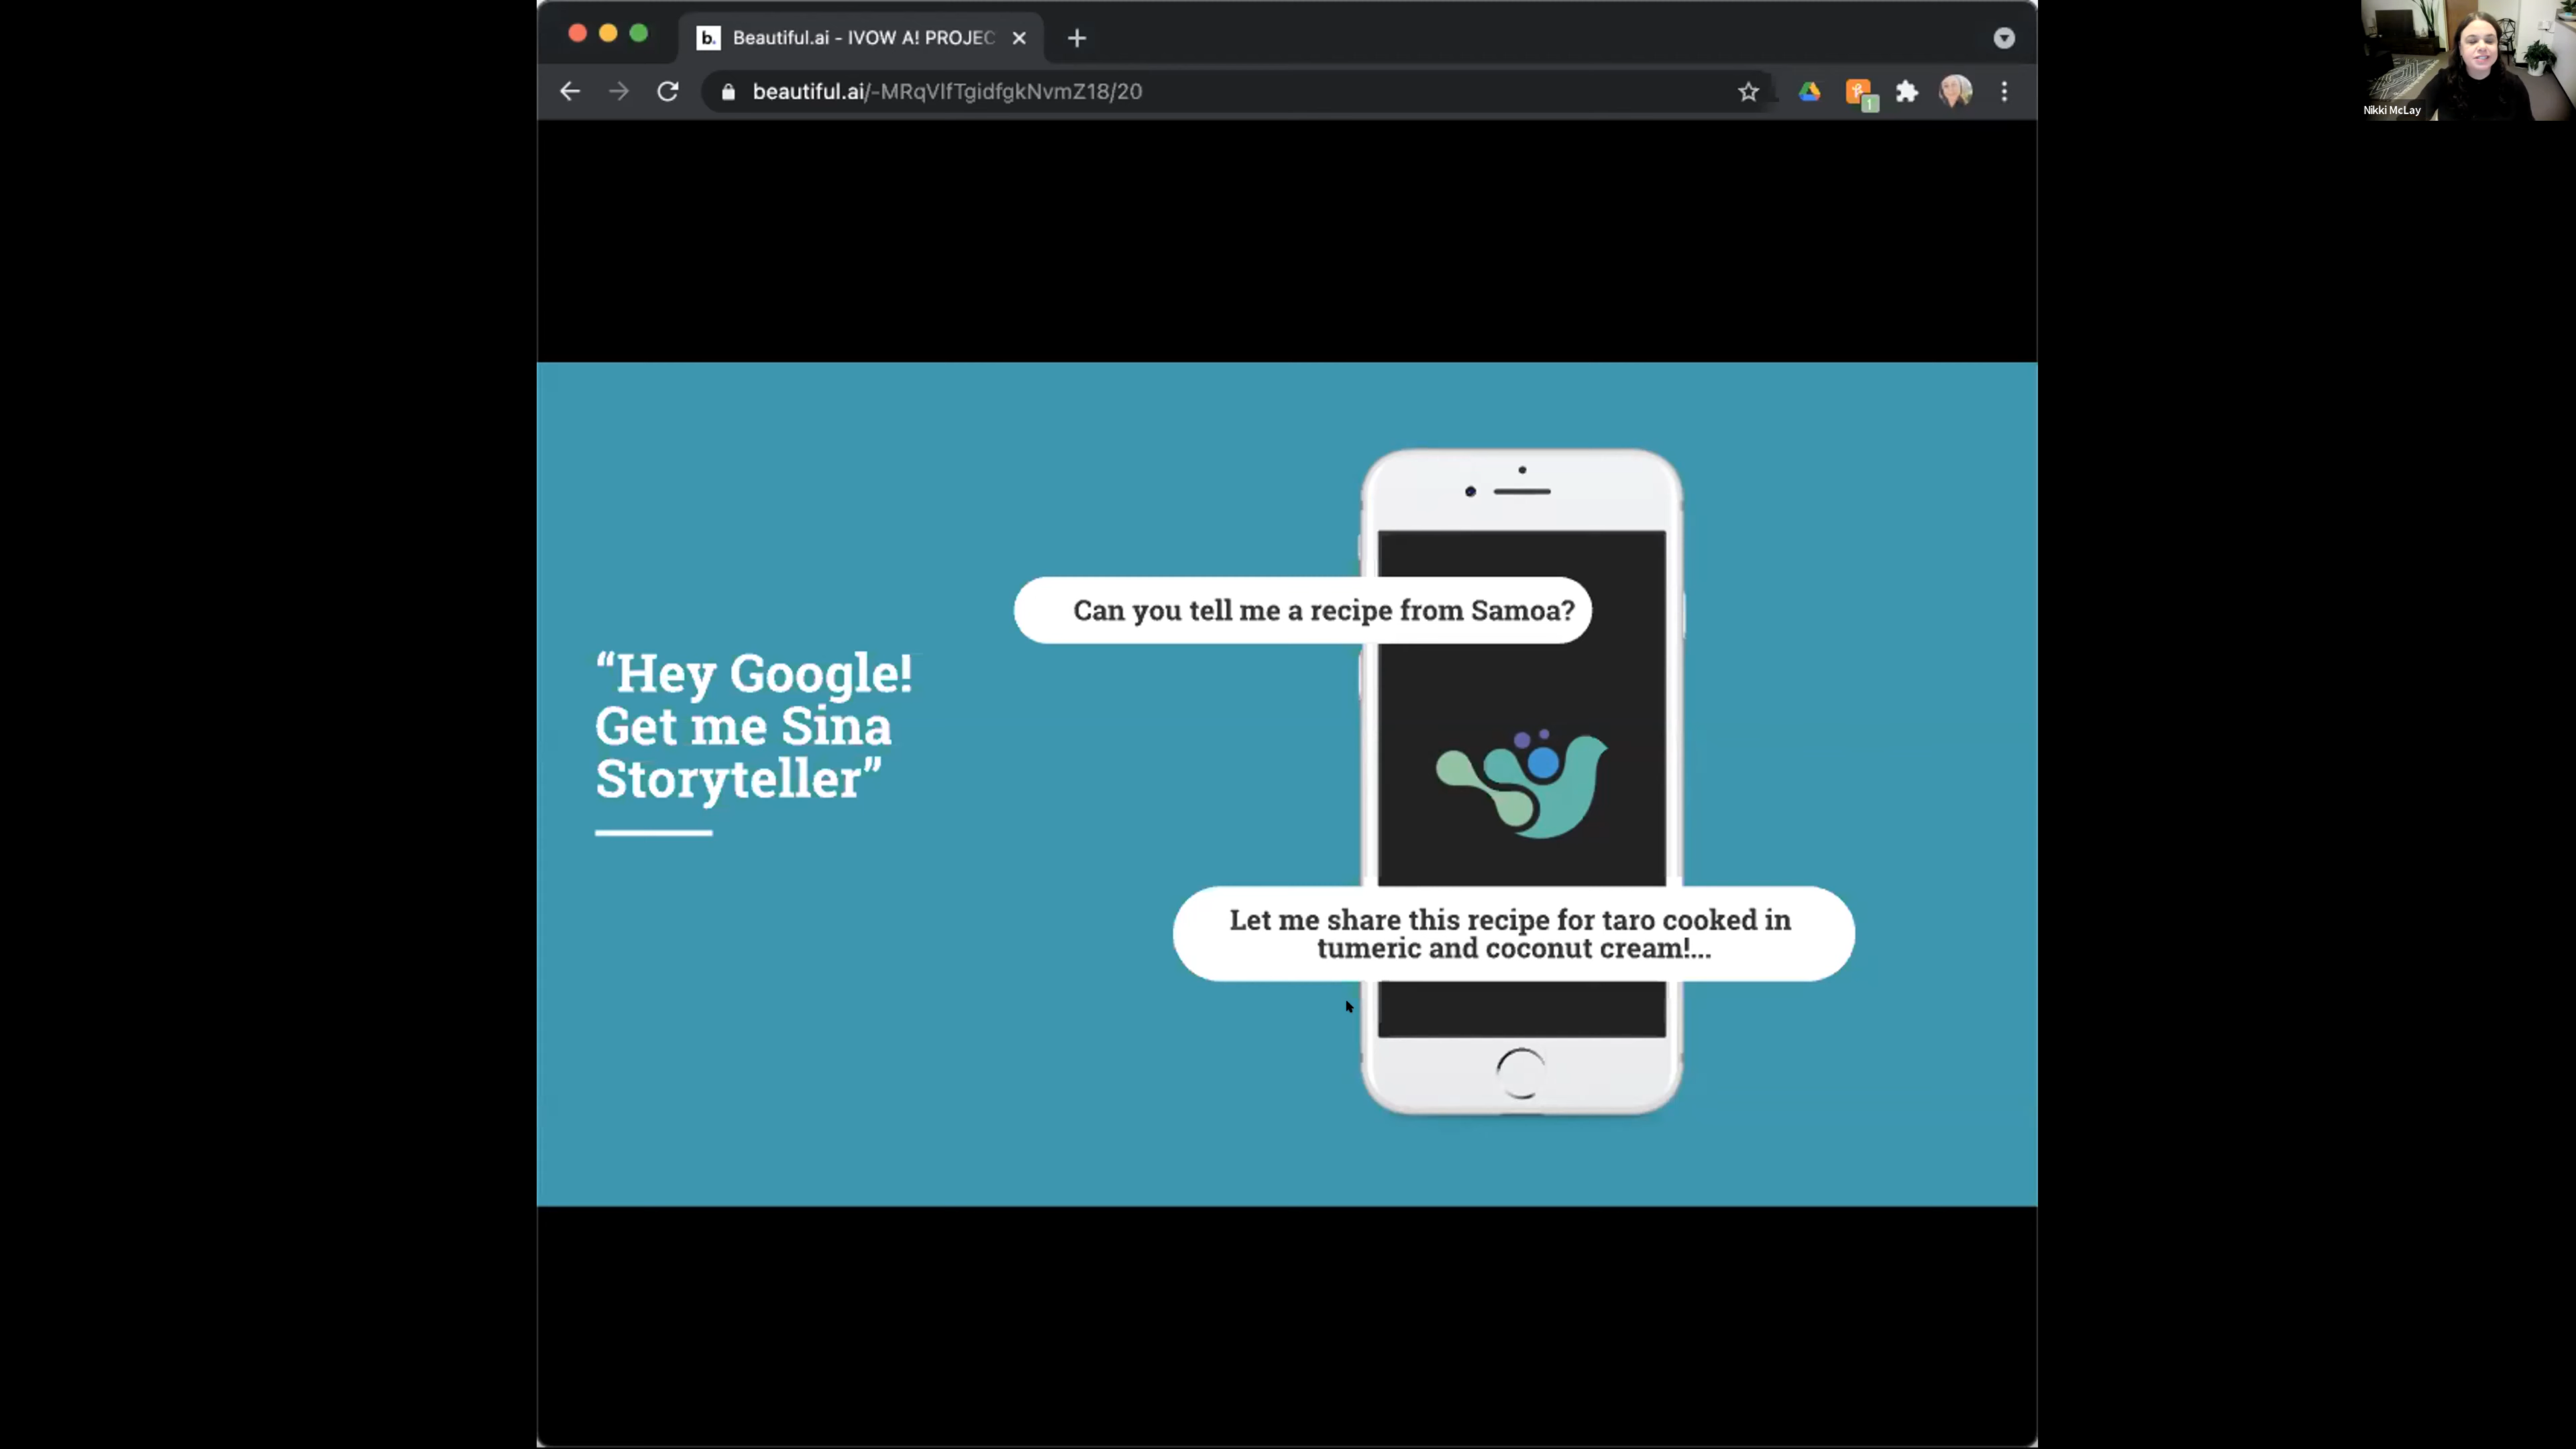 b. Beautiful.ai - IVOW A! PROJEC
beautiful.ai/-MRqVlfTgidfgkNvmZ18/20
1
Nikki McLay
Can you tell me a recipe from Samoa?
“Hey Google!
Get me Sina
Storyteller”
Let me share this recipe for taro cooked in
tumeric and coconut cream!...